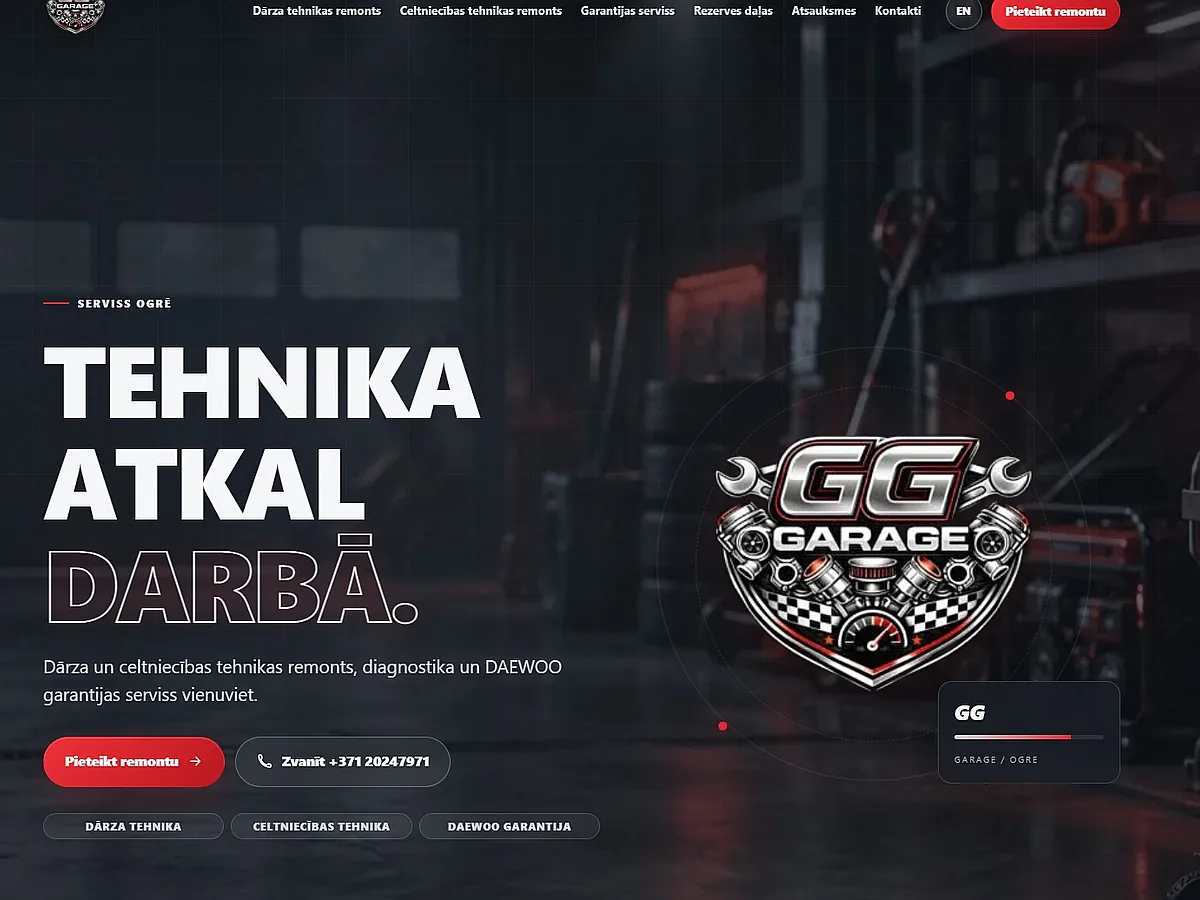 GARAGE
Dārza tehnikas remonts
Celtniecības tehnikas remonts
Garantijas serviss
Rezerves daļas
Atsauksmes
Kontakti
EN
Pieteikt remontu
SERVISS OGRĒ
TEHNIKA
ATKAL
DARBĀ.
Dārza un celtniecības tehnikas remonts, diagnostika un DAEWOO
garantijas serviss vienuviet.
Pieteikt remontu →
Zvanīt +371 20247971
DĀRZA TEHNIKA
CELTNIECĪBAS TEHNIKA
DAEWOO GARANTIJA
GG
GARAGE
GG
GARAGE / OGRE